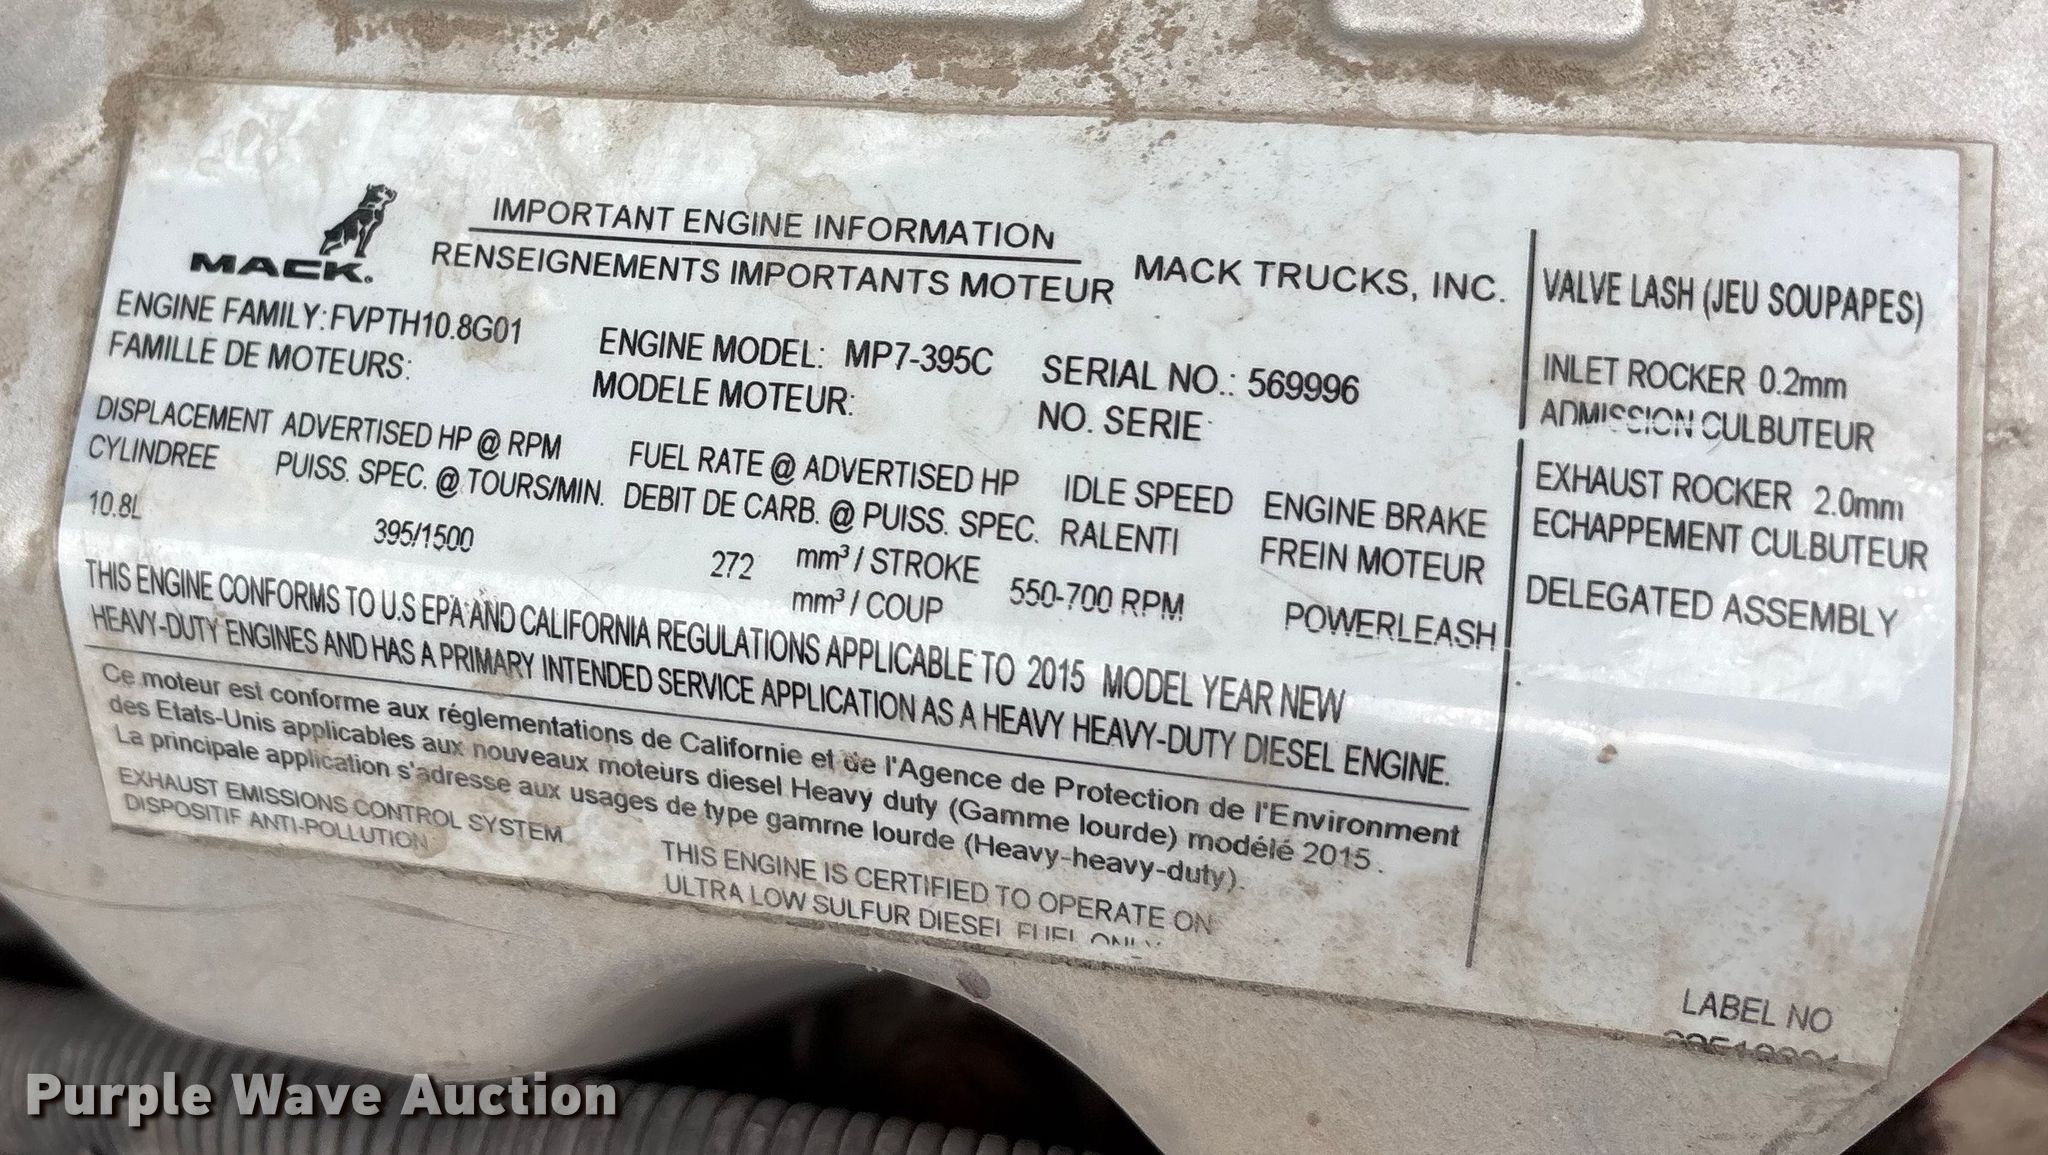 MACK.
IMPORTANT ENGINE INFORMATION
RENSEIGNEMENTS IMPORTANTS MOTEUR
MACK TRUCKS, INC.
ENGINE FAMILY: FVPTH10.8G01
FAMILLE DE MOTEURS:
ENGINE MODEL: MP7-395C
MODELE MOTEUR:
SERIAL NO.: 569996
NO. SERIE
DISPLACEMENT
CYLINDREE
10.8L
ADVERTISED HP @ RPM
PUISS. SPEC. @ TOURS/MIN.
395/1500
FUEL RATE @ ADVERTISED HP
DEBIT DE CARB. @ PUISS. SPEC.
272 mm³ / STROKE
mm³ / COUP
IDLE SPEED
RALENTI
550-700 RPM
ENGINE BRAKE
FREIN MOTEUR
POWERLEASH
THIS ENGINE CONFORMS TO U.S EPA AND CALIFORNIA REGULATIONS APPLICABLE TO 2015 MODEL YEAR NEW
HEAVY-DUTY ENGINES AND HAS A PRIMARY INTENDED SERVICE APPLICATION AS A HEAVY HEAVY-DUTY DIESEL ENGINE.
Ce moteur est conforme aux réglementations de Californie et de l'Agence de Protection de l'Environment
des Etats-Unis applicables aux nouveaux moteurs diesel Heavy duty (Gamme lourde) modélé 2015.
La principale application s'adresse aux usages de type gamme lourde (Heavy-heavy-duty).
EXHAUST EMISSIONS CONTROL SYSTEM
DISPOSITIF ANTI-POLLUTION
THIS ENGINE IS CERTIFIED TO OPERATE ON
ULTRA LOW SULFUR DIESEL FUEL ONLY
VALVE LASH (JEU SOUPAPES)
INLET ROCKER 0.2mm
ADMISSION CULBUTEUR
EXHAUST ROCKER 2.0mm
ECHAPPEMENT CULBUTEUR
DELEGATED ASSEMBLY
LABEL NO
Purple Wave Auction